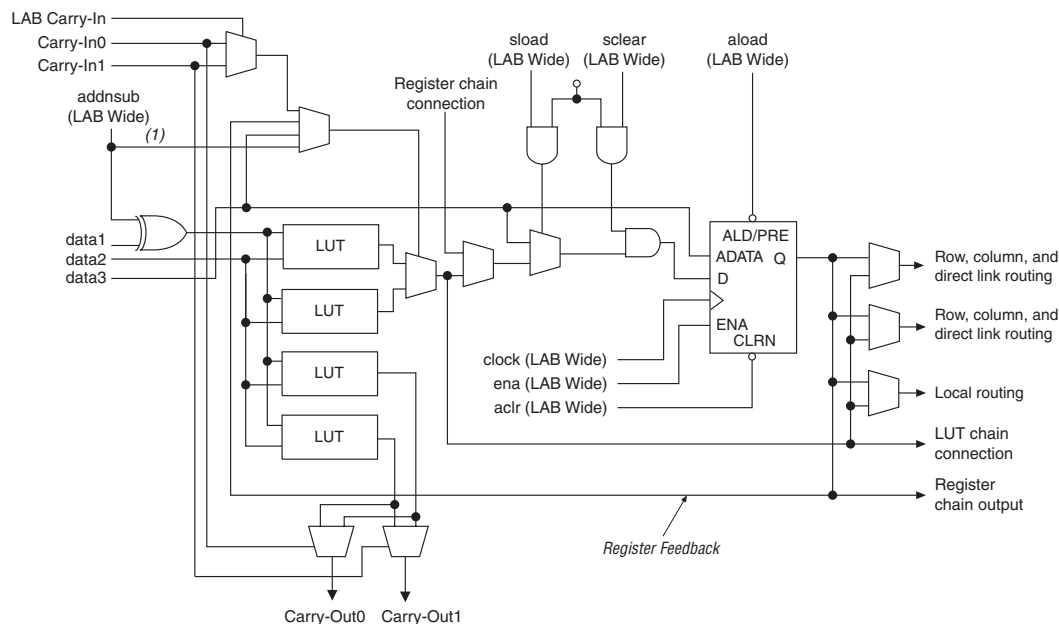 LAB Carry-In
Carry-In0
Carry-In1
addnsub
(LAB Wide)
(1)
Register chain
connection
sload
(LAB Wide)
sclear
(LAB Wide)
aload
(LAB Wide)
data1
data2
data3
LUT
LUT
LUT
LUT
ALD/PRE
ADATA
Q
D
ENA
CLRN
clock (LAB Wide)
ena (LAB Wide)
aclr (LAB Wide)
Row, column, and
direct link routing
Row, column, and
direct link routing
Local routing
LUT chain
connection
Register
chain output
Register Feedback
Carry-Out0
Carry-Out1